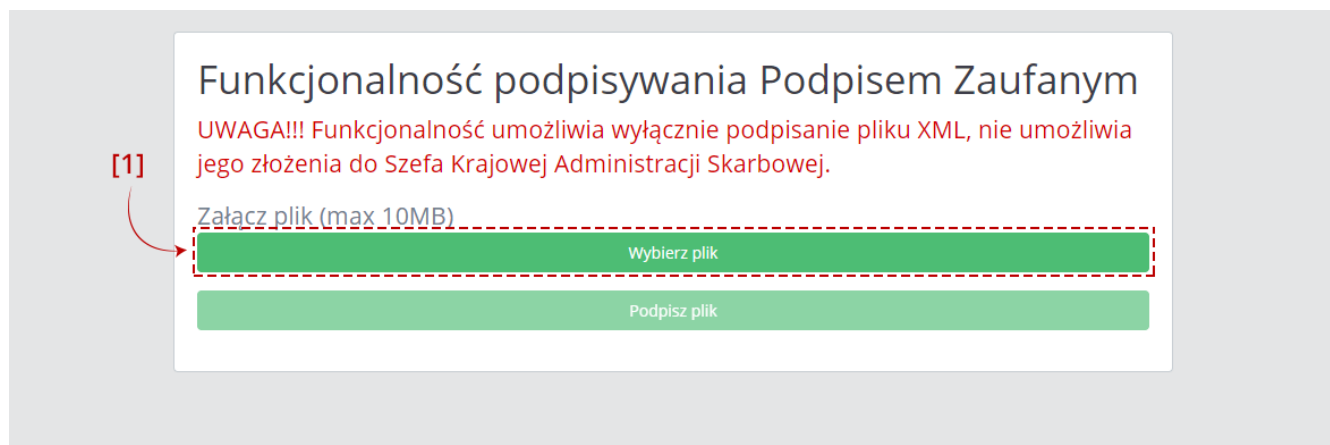 Funkcjonalność podpisywania Podpisem Zaufanym
UWAGA!!! Funkcjonalność umożliwia wyłącznie podpisanie pliku XML, nie umożliwia
jego złożenia do Szefa Krajowej Administracji Skarbowej.
[1]
Załącz plik (max 10MB)
Wybierz plik
Podpisz plik